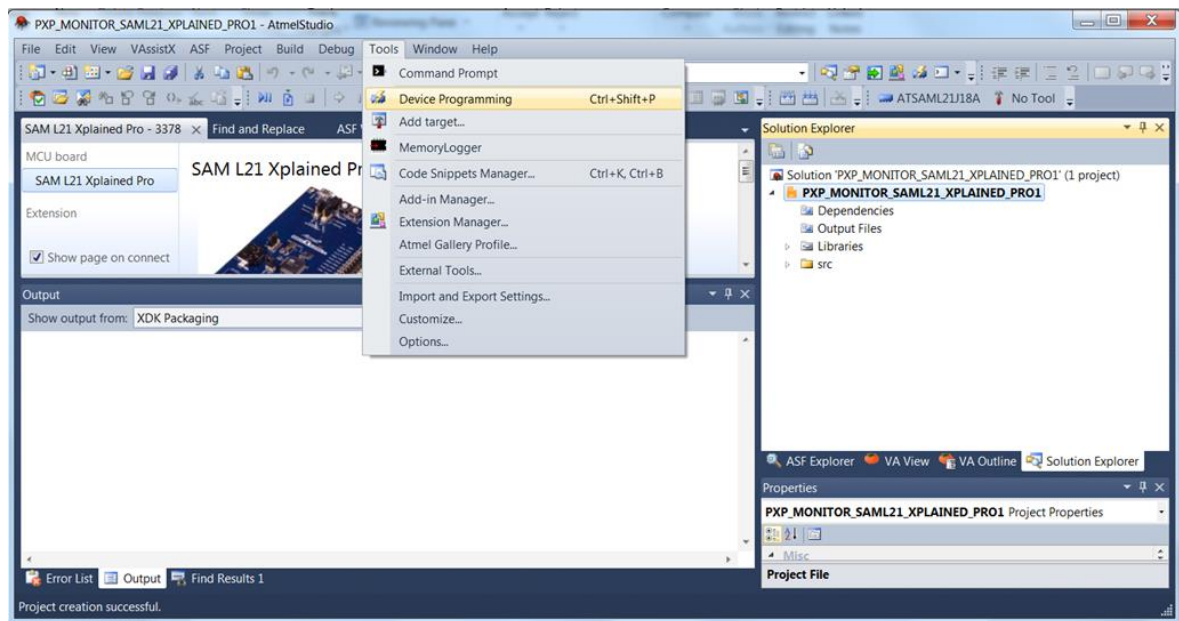 PXP_MONITOR_SAML21_XPLAINED_PRO1 - AtmelStudio
File Edit View VAssistX ASF Project Build Debug Tools Window Help
ATSAML21J18A No Tool
Command Prompt
Device Programming Ctrl+Shift+P
Add target...
MemoryLogger
Code Snippets Manager... Ctrl+K, Ctrl+B
Add-in Manager...
Extension Manager...
Atmel Gallery Profile...
External Tools...
Import and Export Settings...
Customize...
Options...
SAM L21 Xplained Pro - 3378 Find and Replace ASF
MCU board
SAM L21 Xplained Pro
Extension
Show page on connect
SAM L21 Xplained Pr
Output
Show output from: XDK Packaging
Error List Output Find Results 1
Project creation successful.
Solution Explorer
Solution 'PXP_MONITOR_SAML21_XPLAINED_PRO1' (1 project)
PXP_MONITOR_SAML21_XPLAINED_PRO1
Dependencies
Output Files
Libraries
src
ASF Explorer VA View VA Outline Solution Explorer
Properties
PXP_MONITOR_SAML21_XPLAINED_PRO1 Project Properties
Misc
Project File